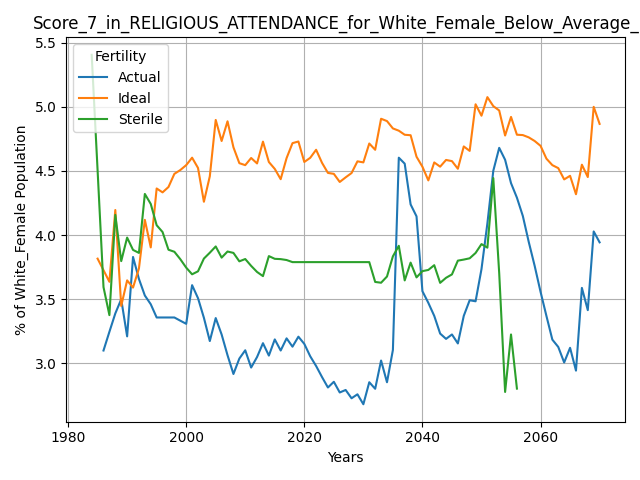 Score_7_in_RELIGIOUS_ATTENDANCE_for_White_Female_Below_Average_
Fertility
Actual
Ideal
Sterile
% of White_Female Population
5.5
5.0
4.5
4.0
3.5
3.0
1980
2000
2020
2040
2060
Years